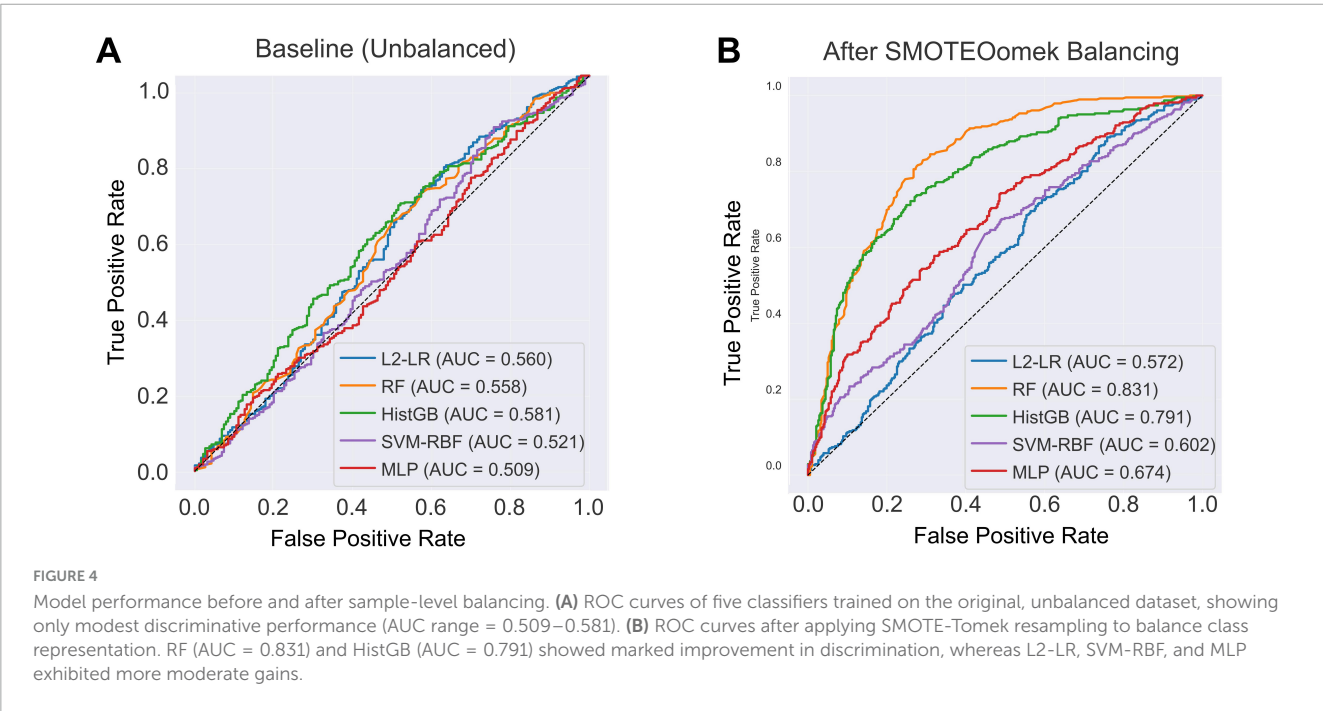 A
Baseline (Unbalanced)
True Positive Rate
1.0
0.8
0.6
0.4
0.2
0.0
L2-LR (AUC = 0.560)
RF (AUC = 0.558)
HistGB (AUC = 0.581)
SVM-RBF (AUC = 0.521)
MLP (AUC = 0.509)
0.0 0.2 0.4 0.6 0.8 1.0
False Positive Rate
B
After SMOTEOomek Balancing
True Positive Rate
True Positive Rate
1.0
0.8
0.6
0.4
0.2
0.0
L2-LR (AUC = 0.572)
RF (AUC = 0.831)
HistGB (AUC = 0.791)
SVM-RBF (AUC = 0.602)
MLP (AUC = 0.674)
0.0 0.2 0.4 0.6 0.8 1.0
False Positive Rate
FIGURE 4
Model performance before and after sample-level balancing. (A) ROC curves of five classifiers trained on the original, unbalanced dataset, showing
only modest discriminative performance (AUC range = 0.509–0.581). (B) ROC curves after applying SMOTE-Tomek resampling to balance class
representation. RF (AUC = 0.831) and HistGB (AUC = 0.791) showed marked improvement in discrimination, whereas L2-LR, SVM-RBF, and MLP
exhibited more moderate gains.